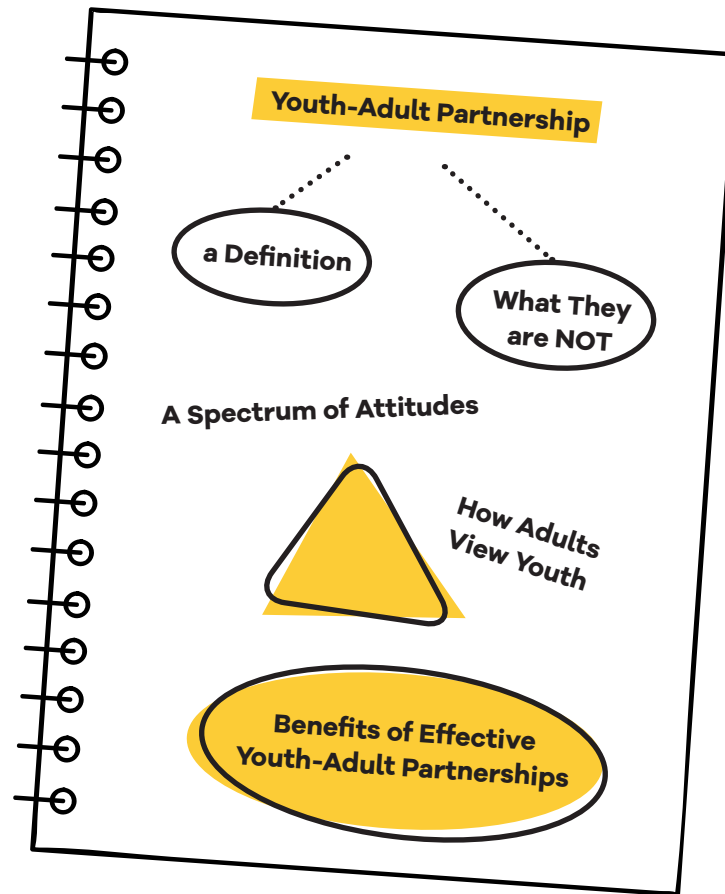 Youth-Adult Partnership
a Definition
What They
are NOT
A Spectrum of Attitudes
How Adults
View Youth
Benefits of Effective
Youth-Adult Partnerships